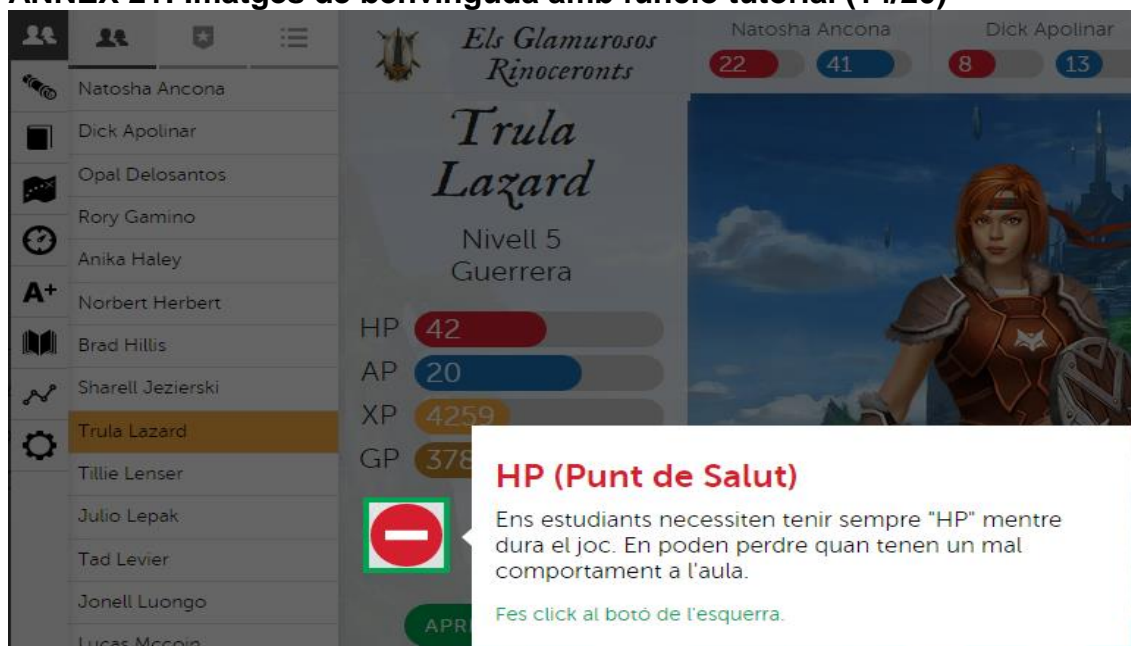 ANNEX 21: Imatges de benvinguda amb funció tutorial (14/20)
Natosha Ancona
Dick Apolinar
Opal Delosantos
Rory Gamino
Anika Haley
A+
Norbert Herbert
Brad Hillis
Sharell Jezierski
Trula Lazard
Tillie Lenser
Julio Lepak
Tad Levier
Jonell Luongo
Lucas Mccoin
Els Glamurosos
Rinoceronts
Natosha Ancona
22 41
Dick Apolinar
8 13
Trula
Lazard
Nivell 5
Guerrera
HP 42
AP 20
XP 4259
GP 378
HP (Punt de Salut)
Ens estudiants necessiten tenir sempre "HP" mentre
dura el joc. En poden perdre quan tenen un mal
comportament a l'aula.
Fes click al botó de l'esquerra.
APR